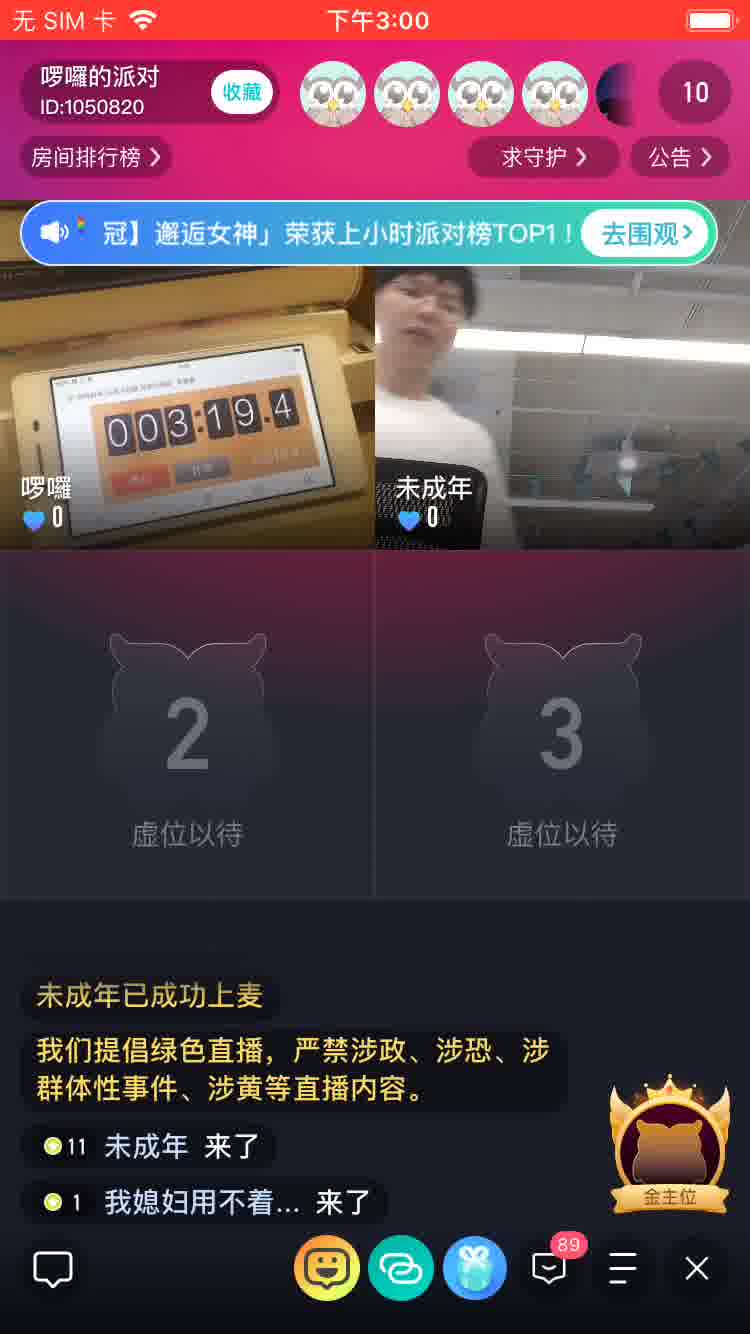 无 SIM 卡
下午3:00
啰囉的派对
ID:1050820
收藏
10
房间排行榜
求守护
公告
冠】邂逅女神」荣获上小时派对榜TOP1！
去围观
003:19.4
啰囉
0
未成年
0
2
虚位以待
3
虚位以待
未成年已成功上麦
我们提倡绿色直播，严禁涉政、涉恐、涉
群体性事件、涉黄等直播内容。
11 未成年 来了
金主位
1 我媳妇用不着... 来了
89